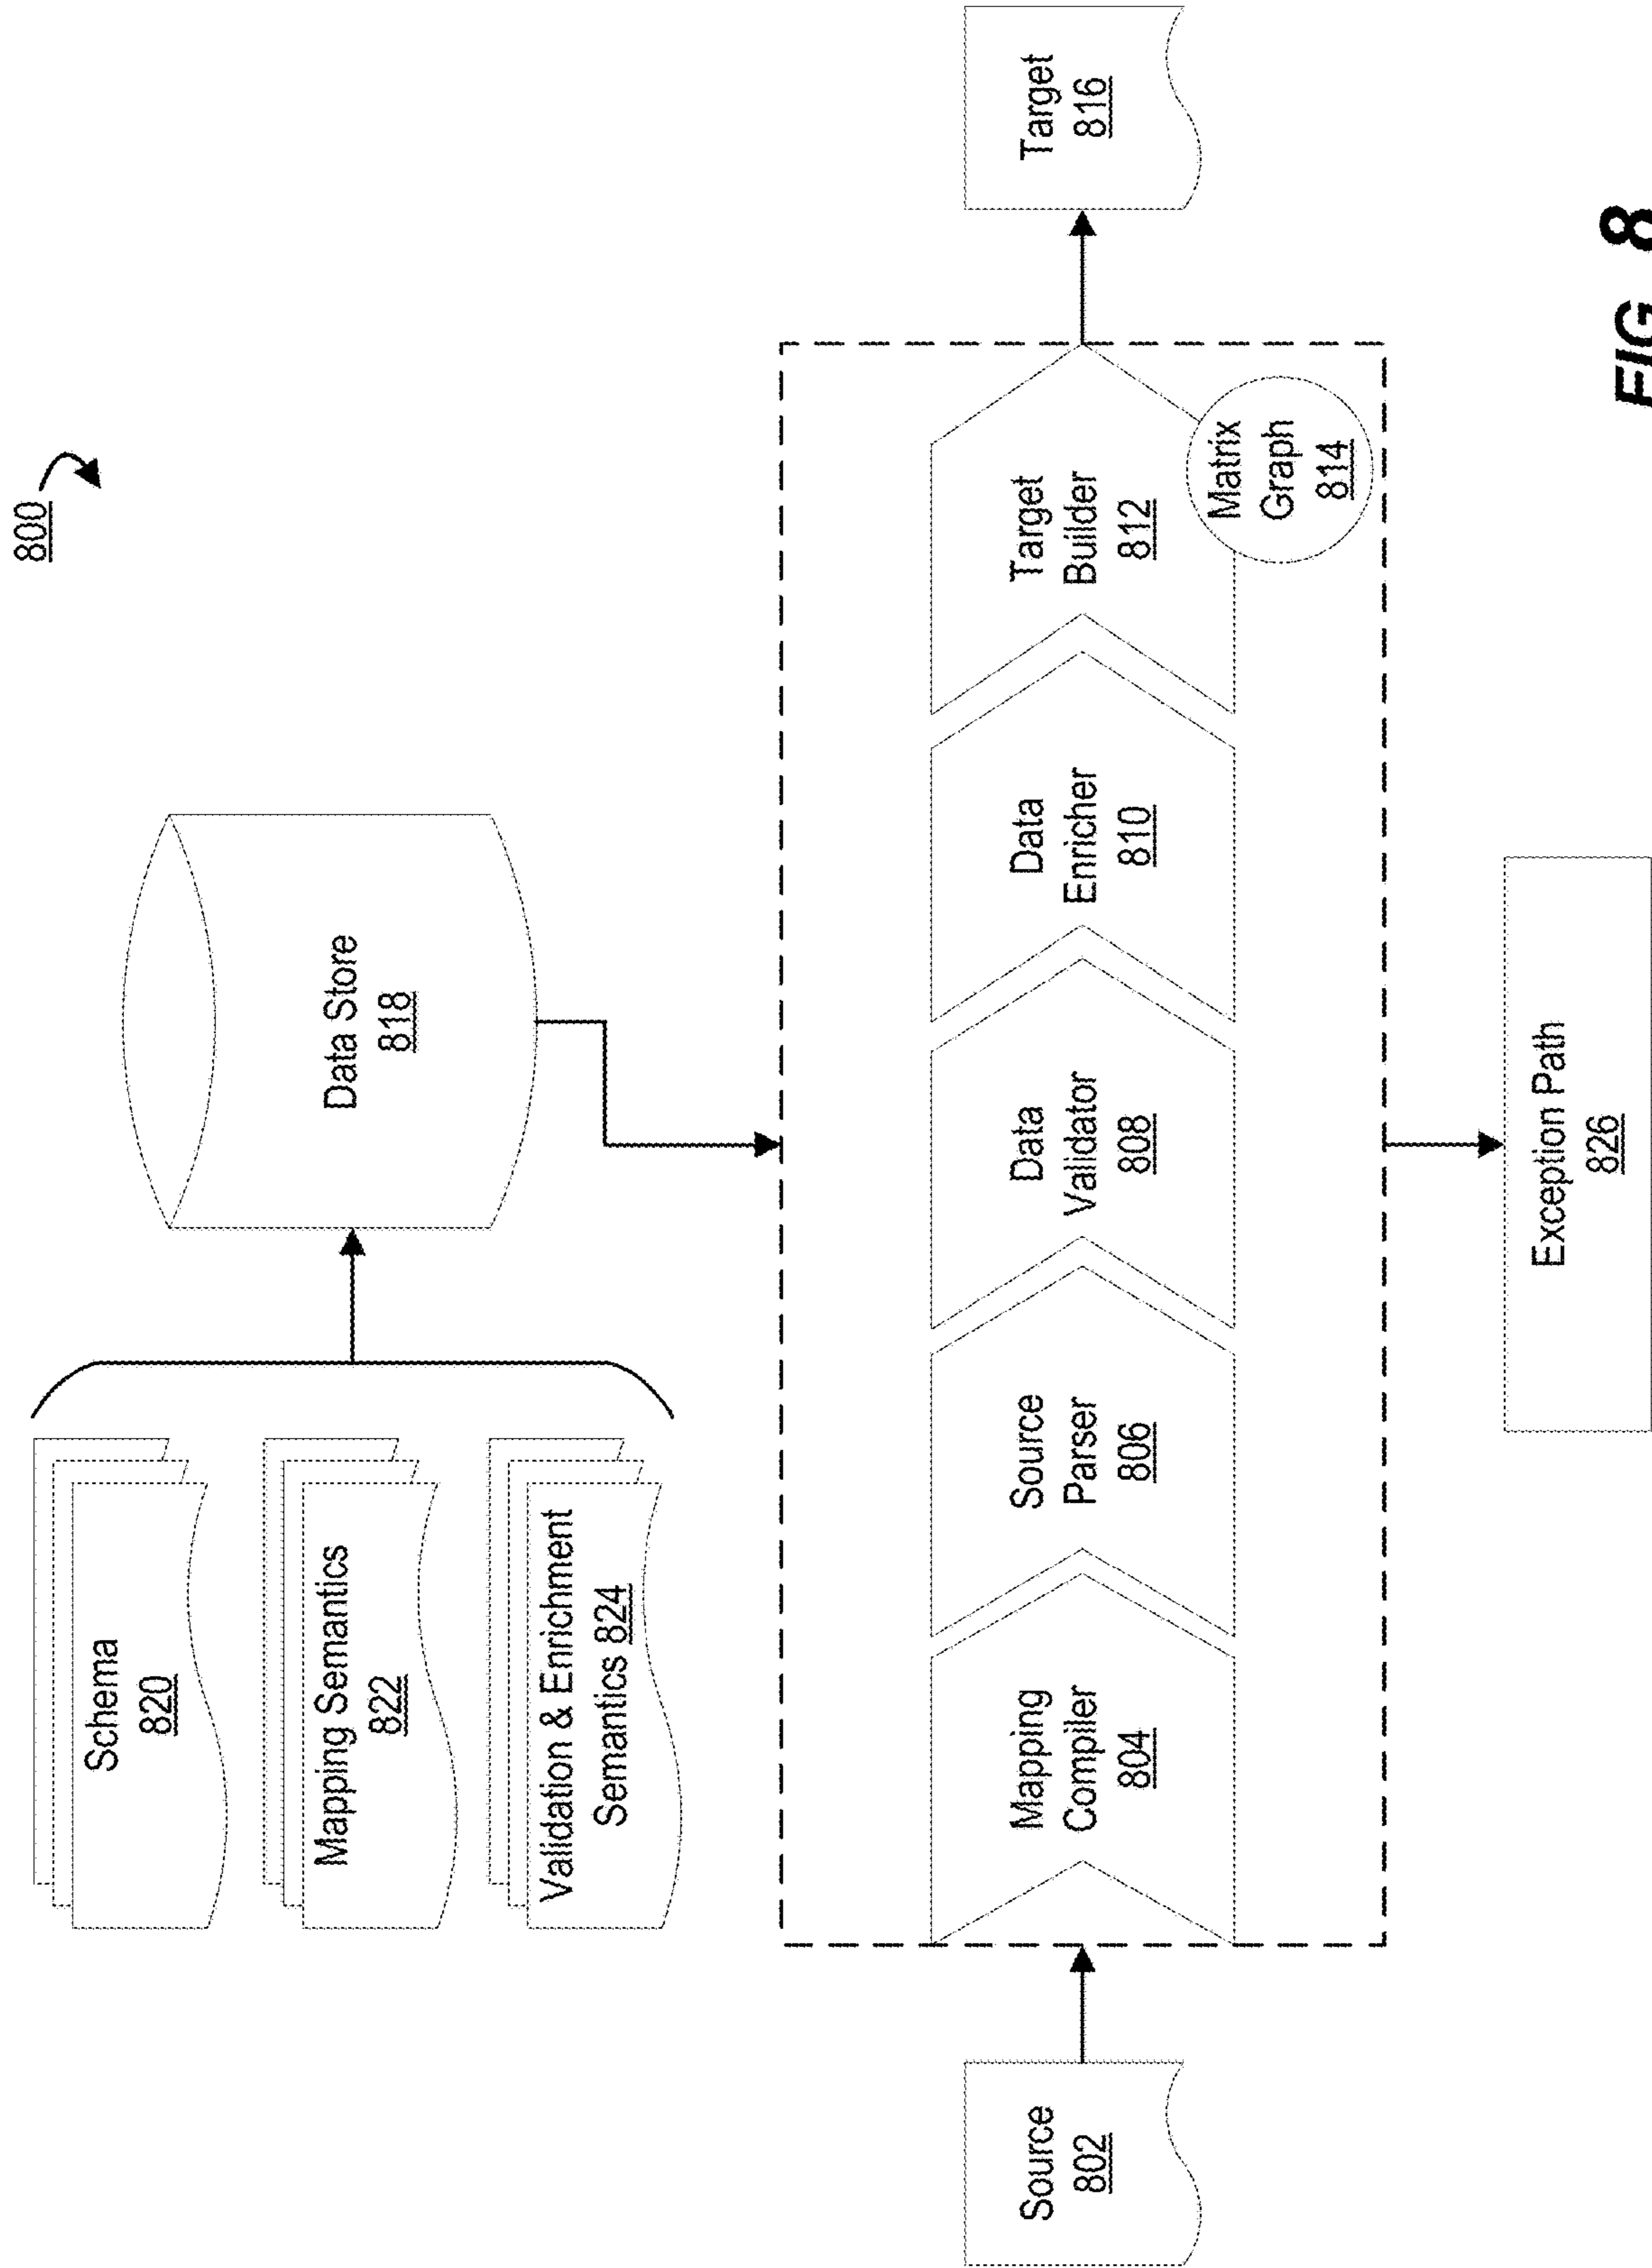 800
Schema
820
Mapping Semantics
822
Validation & Enrichment
Semantics 824
Data Store
818
Source
802
Mapping
Compiler
804
Source
Parser
806
Data
Validator
808
Data
Enricher
810
Target
Builder
812
Matrix
Graph
814
Target
816
Exception Path
826
FIG. 8